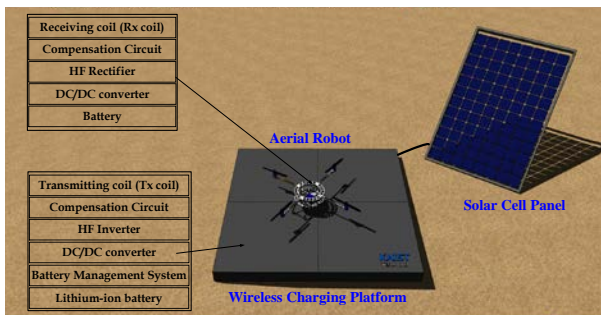 Receiving coil (Rx coil)
Compensation Circuit
HF Rectifier
DC/DC converter
Battery
Aerial Robot
Transmitting coil (Tx coil)
Compensation Circuit
HF Inverter
DC/DC converter
Battery Management System
Lithium-ion battery
Solar Cell Panel
KAIST
Wireless Charging Platform